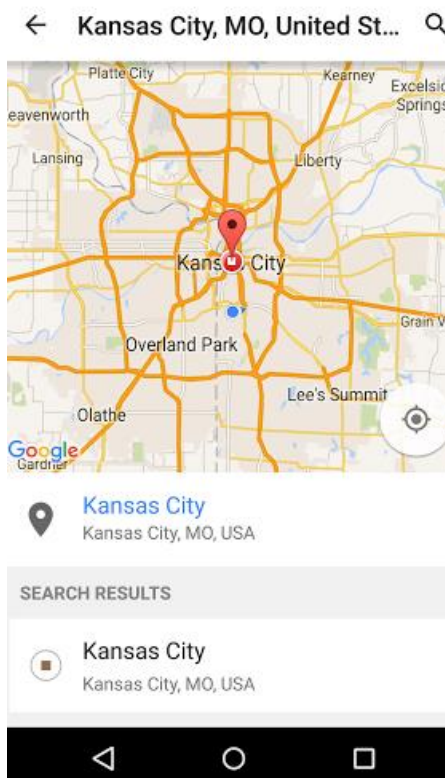 Kansas City, MO, United St...
Platte City
Kearney
Excelsio
Springs
eavenworth
Lansing
Liberty
Kansas City
Grain V
Overland Park
Lee's Summit
Olathe
Google
Gardner
Kansas City
Kansas City, MO, USA
SEARCH RESULTS
Kansas City
Kansas City, MO, USA